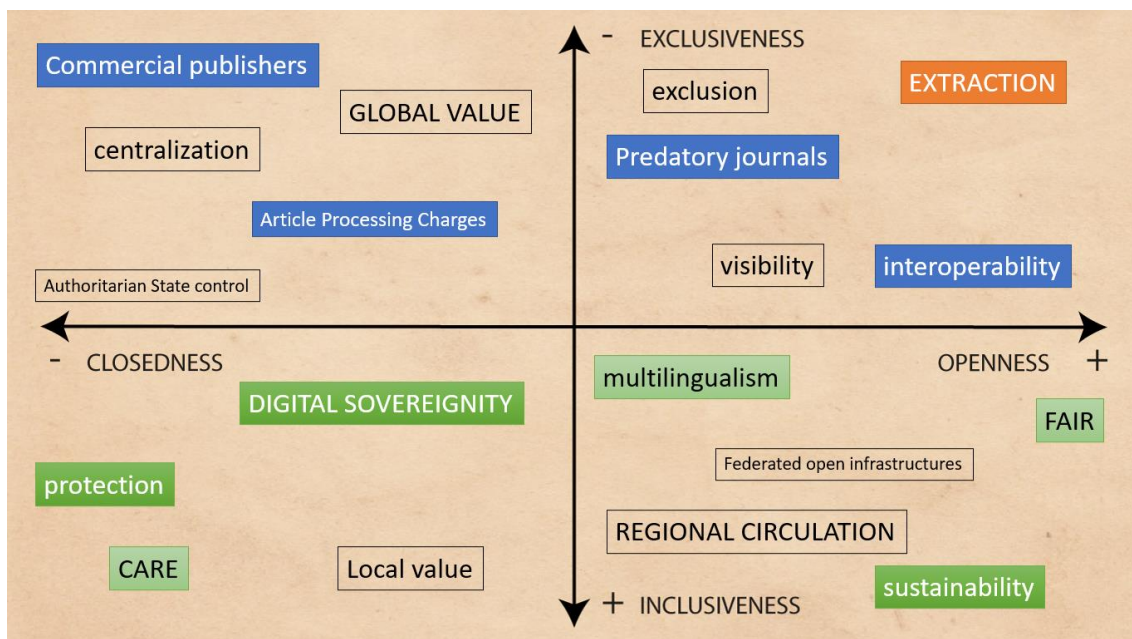 - EXCLUSIVENESS
Commercial publishers
EXTRACTION
exclusion
GLOBAL VALUE
centralization
Predatory journals
Article Processing Charges
visibility
interoperability
Authoritarian State control
- CLOSEDNESS
OPENNESS +
multilingualism
DIGITAL SOVEREIGNITY
FAIR
Federated open infrastructures
protection
REGIONAL CIRCULATION
CARE
Local value
sustainability
+ INCLUSIVENESS